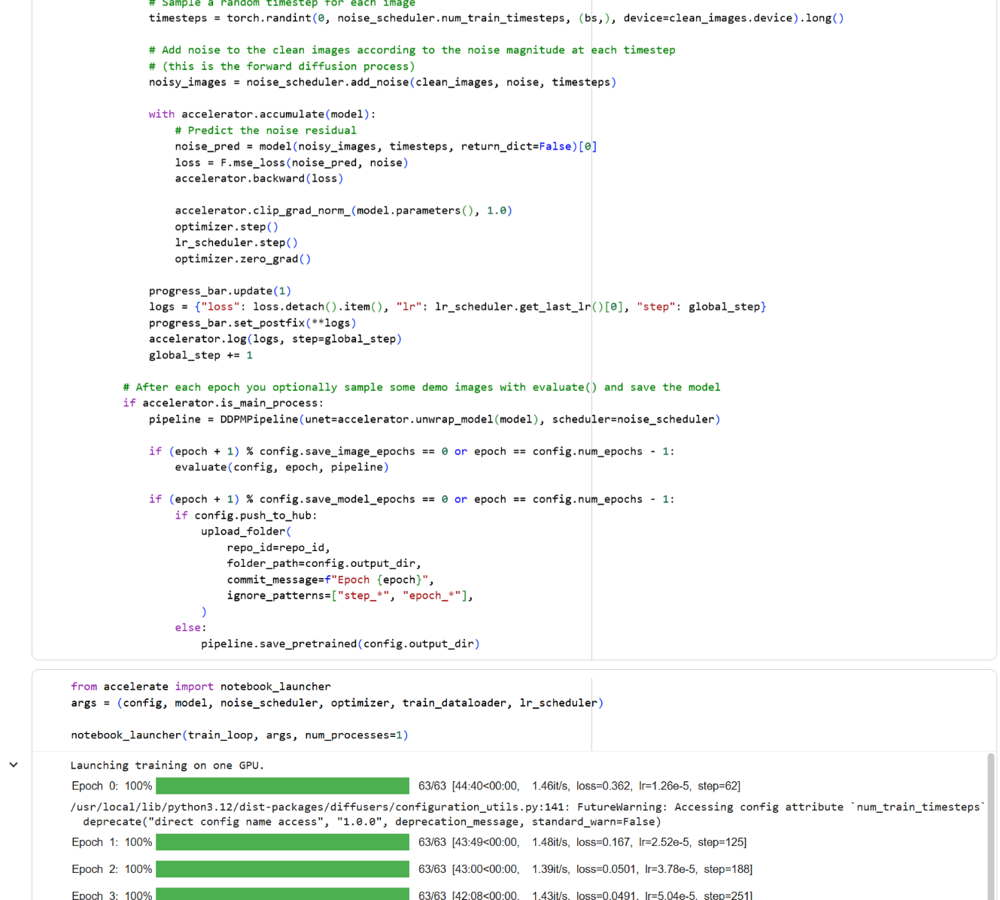 # Sample a random timestep for each image
timesteps = torch.randint(0, noise_scheduler.num_train_timesteps, (bs,), device=clean_images.device).long()
# Add noise to the clean images according to the noise magnitude at each timestep
# (this is the forward diffusion process)
noisy_images = noise_scheduler.add_noise(clean_images, noise, timesteps)
with accelerator.accumulate(model):
# Predict the noise residual
noise_pred = model(noisy_images, timesteps, return_dict=False)[0]
loss = F.mse_loss(noise_pred, noise)
accelerator.backward(loss)
accelerator.clip_grad_norm_(model.parameters(), 1.0)
optimizer.step()
lr_scheduler.step()
optimizer.zero_grad()
progress_bar.update(1)
logs = {"loss": loss.detach().item(), "lr": lr_scheduler.get_last_lr()[0], "step": global_step}
progress_bar.set_postfix(**logs)
accelerator.log(logs, step=global_step)
global_step += 1
# After each epoch you optionally sample some demo images with evaluate() and save the model
if accelerator.is_main_process:
pipeline = DDPMPipeline(unet=accelerator.unwrap_model(model), scheduler=noise_scheduler)
if (epoch + 1) % config.save_image_epochs == 0 or epoch == config.num_epochs - 1:
evaluate(config, epoch, pipeline)
if (epoch + 1) % config.save_model_epochs == 0 or epoch == config.num_epochs - 1:
if config.push_to_hub:
upload_folder(
repo_id=repo_id,
folder_path=config.output_dir,
commit_message=f"Epoch {epoch}",
ignore_patterns=["step_*", "epoch_*"],
)
else:
pipeline.save_pretrained(config.output_dir)
from accelerate import notebook_launcher
args = (config, model, noise_scheduler, optimizer, train_dataloader, lr_scheduler)
notebook_launcher(train_loop, args, num_processes=1)
Launching training on one GPU.
Epoch 0: 100% 63/63 [44:40<00:00, 1.46it/s, loss=0.362, lr=1.26e-5, step=62]
/usr/local/lib/python3.12/dist-packages/diffusers/configuration_utils.py:141: FutureWarning: Accessing config attribute `num_train_timesteps`
deprecate("direct config name access", "1.0.0", deprecation_message, standard_warn=False)
Epoch 1: 100% 63/63 [43:49<00:00, 1.48it/s, loss=0.167, lr=2.52e-5, step=125]
Epoch 2: 100% 63/63 [43:00<00:00, 1.39it/s, loss=0.0501, lr=3.78e-5, step=188]
Epoch 3: 100% 63/63 [42:08<00:00, 1.43it/s, loss=0.0491, lr=5.04e-5, step=251]